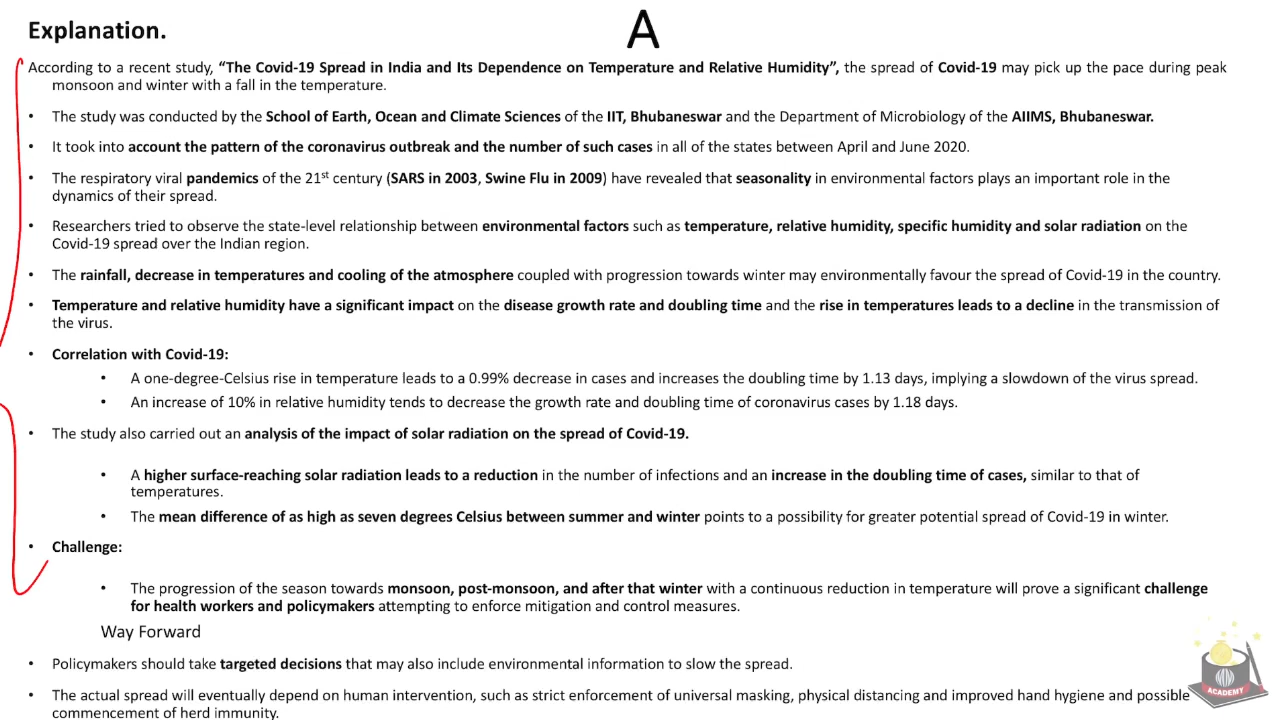 Explanation.
A
According to a recent study, “The Covid-19 Spread in India and Its Dependence on Temperature and Relative Humidity”, the spread of Covid-19 may pick up the pace during peak
monsoon and winter with a fall in the temperature.
• The study was conducted by the School of Earth, Ocean and Climate Sciences of the IIT, Bhubaneswar and the Department of Microbiology of the AIIMS, Bhubaneswar.
• It took into account the pattern of the coronavirus outbreak and the number of such cases in all of the states between April and June 2020.
• The respiratory viral pandemics of the 21st century (SARS in 2003, Swine Flu in 2009) have revealed that seasonality in environmental factors plays an important role in the
dynamics of their spread.
• Researchers tried to observe the state-level relationship between environmental factors such as temperature, relative humidity, specific humidity and solar radiation on the
Covid-19 spread over the Indian region.
• The rainfall, decrease in temperatures and cooling of the atmosphere coupled with progression towards winter may environmentally favour the spread of Covid-19 in the country.
• Temperature and relative humidity have a significant impact on the disease growth rate and doubling time and the rise in temperatures leads to a decline in the transmission of
the virus.
• Correlation with Covid-19:
• A one-degree-Celsius rise in temperature leads to a 0.99% decrease in cases and increases the doubling time by 1.13 days, implying a slowdown of the virus spread.
• An increase of 10% in relative humidity tends to decrease the growth rate and doubling time of coronavirus cases by 1.18 days.
• The study also carried out an analysis of the impact of solar radiation on the spread of Covid-19.
• A higher surface-reaching solar radiation leads to a reduction in the number of infections and an increase in the doubling time of cases, similar to that of
temperatures.
• The mean difference of as high as seven degrees Celsius between summer and winter points to a possibility for greater potential spread of Covid-19 in winter.
• Challenge:
• The progression of the season towards monsoon, post-monsoon, and after that winter with a continuous reduction in temperature will prove a significant challenge
for health workers and policymakers attempting to enforce mitigation and control measures.
Way Forward
• Policymakers should take targeted decisions that may also include environmental information to slow the spread.
• The actual spread will eventually depend on human intervention, such as strict enforcement of universal masking, physical distancing and improved hand hygiene and possible
commencement of herd immunity.
ACADEMY